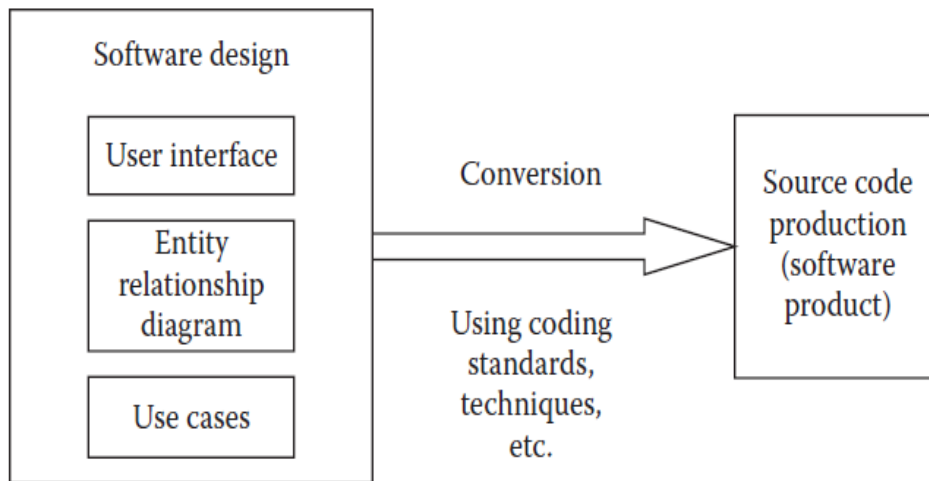 Software design
User interface
Entity
relationship
diagram
Use cases
Conversion
Using coding
standards,
techniques,
etc.
Source code
production
(software
product)